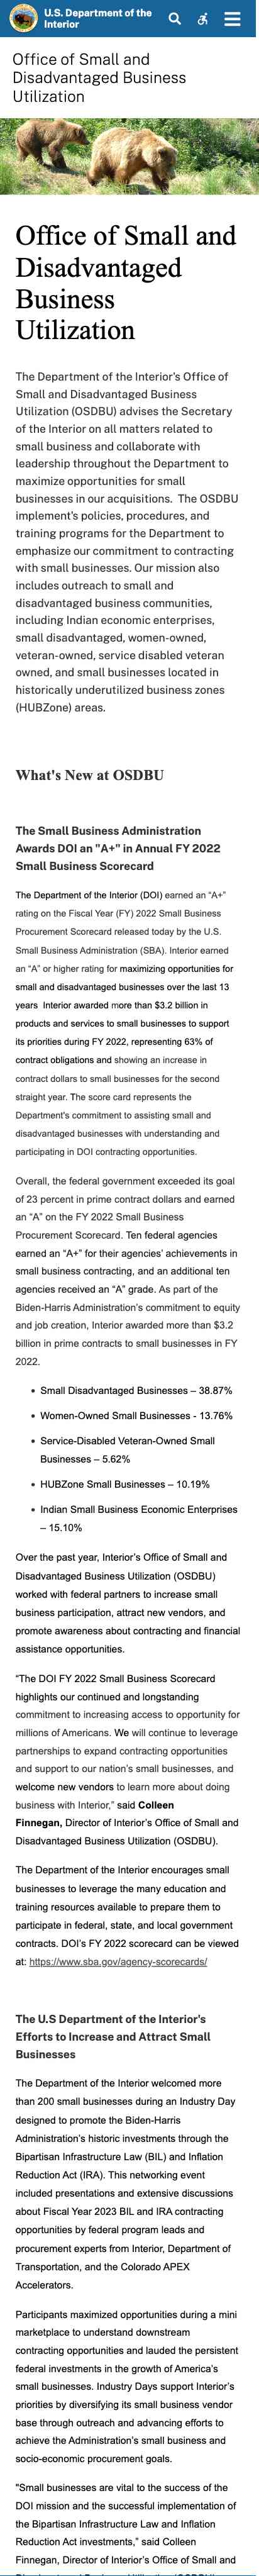 U.S. Department of the
Interior
Office of Small and
Disadvantaged Business
Utilization
Office of Small and
Disadvantaged
Business
Utilization
The Department of the Interior's Office of
Small and Disadvantaged Business
Utilization (OSDBU) advises the Secretary
of the Interior on all matters related to
small business and collaborate with
leadership throughout the Department to
maximize opportunities for small
businesses in our acquisitions. The OSDBU
implement's policies, procedures, and
training programs for the Department to
emphasize our commitment to contracting
with small businesses. Our mission also
includes outreach to small and
disadvantaged business communities,
including Indian economic enterprises,
small disadvantaged, women-owned,
veteran-owned, service disabled veteran
owned, and small businesses located in
historically underutilized business zones
(HUBZone) areas.
What's New at OSDBU
The Small Business Administration
Awards DOI an "A+" in Annual FY 2022
Small Business Scorecard
The Department of the Interior (DOI) earned an “A+”
rating on the Fiscal Year (FY) 2022 Small Business
Procurement Scorecard released today by the U.S.
Small Business Administration (SBA). Interior earned
an “A” or higher rating for maximizing opportunities for
small and disadvantaged businesses over the last 13
years Interior awarded more than $3.2 billion in
products and services to small businesses to support
its priorities during FY 2022, representing 63% of
contract obligations and showing an increase in
contract dollars to small businesses for the second
straight year. The score card represents the
Department's commitment to assisting small and
disadvantaged businesses with understanding and
participating in DOI contracting opportunities.
Overall, the federal government exceeded its goal
of 23 percent in prime contract dollars and earned
an “A” on the FY 2022 Small Business
Procurement Scorecard. Ten federal agencies
earned an “A+” for their agencies’ achievements in
small business contracting, and an additional ten
agencies received an “A” grade. As part of the
Biden-Harris Administration’s commitment to equity
and job creation, Interior awarded more than $3.2
billion in prime contracts to small businesses in FY
2022.
• Small Disadvantaged Businesses – 38.87%
• Women-Owned Small Businesses - 13.76%
• Service-Disabled Veteran-Owned Small
Businesses – 5.62%
• HUBZone Small Businesses – 10.19%
• Indian Small Business Economic Enterprises
– 15.10%
Over the past year, Interior’s Office of Small and
Disadvantaged Business Utilization (OSDBU)
worked with federal partners to increase small
business participation, attract new vendors, and
promote awareness about contracting and financial
assistance opportunities.
“The DOI FY 2022 Small Business Scorecard
highlights our continued and longstanding
commitment to increasing access to opportunity for
millions of Americans. We will continue to leverage
partnerships to expand contracting opportunities
and support to our nation’s small businesses, and
welcome new vendors to learn more about doing
business with Interior,” said Colleen
Finnegan, Director of Interior’s Office of Small and
Disadvantaged Business Utilization (OSDBU).
The Department of the Interior encourages small
businesses to leverage the many education and
training resources available to prepare them to
participate in federal, state, and local government
contracts. DOI’s FY 2022 scorecard can be viewed
at: https://www.sba.gov/agency-scorecards/
The U.S Department of the Interior's
Efforts to Increase and Attract Small
Businesses
The Department of the Interior welcomed more
than 200 small businesses during an Industry Day
designed to promote the Biden-Harris
Administration’s historic investments through the
Bipartisan Infrastructure Law (BIL) and Inflation
Reduction Act (IRA). This networking event
included presentations and extensive discussions
about Fiscal Year 2023 BIL and IRA contracting
opportunities by federal program leads and
procurement experts from Interior, Department of
Transportation, and the Colorado APEX
Accelerators.
Participants maximized opportunities during a mini
marketplace to understand downstream
contracting opportunities and lauded the persistent
federal investments in the growth of America’s
small businesses. Industry Days support Interior’s
priorities by diversifying its small business vendor
base through outreach and advancing efforts to
achieve the Administration’s small business and
socio-economic procurement goals.
"Small businesses are vital to the success of the
DOI mission and the successful implementation of
the Bipartisan Infrastructure Law and Inflation
Reduction Act investments,” said Colleen
Finnegan, Director of Interior’s Office of Small and